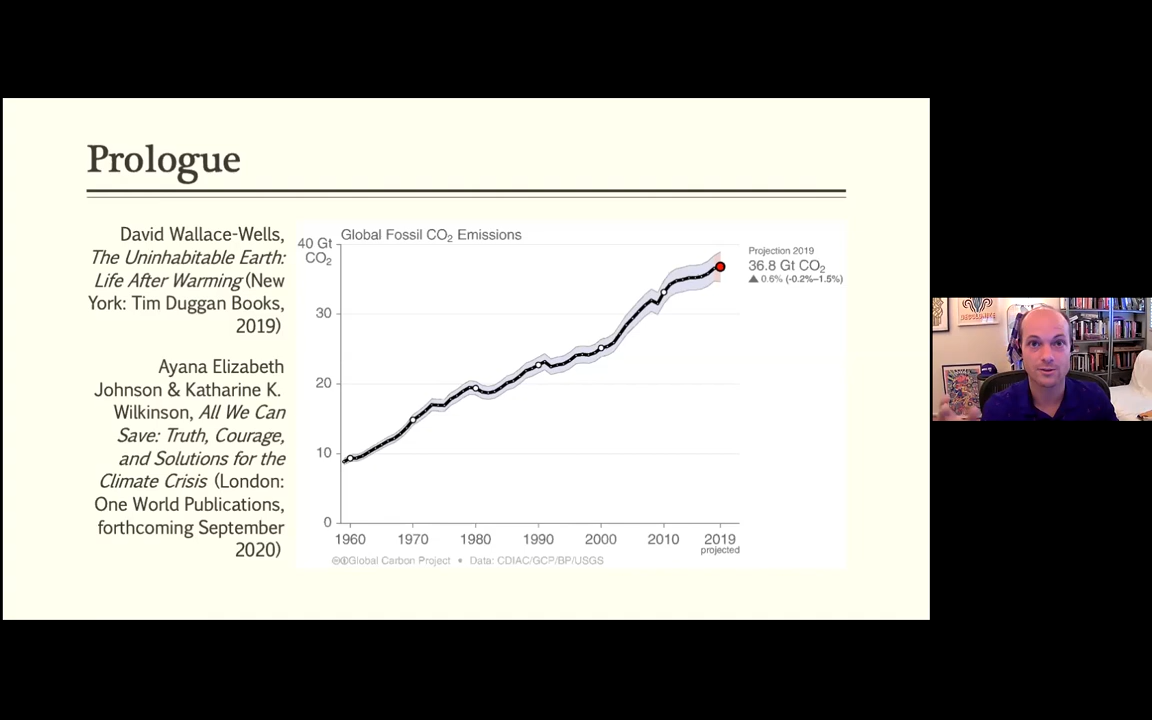 Prologue
David Wallace-Wells,
The Uninhabitable Earth:
Life After Warming (New
York: Tim Duggan Books,
2019)
Ayana Elizabeth
Johnson & Katharine K.
Wilkinson, All We Can
Save: Truth, Courage,
and Solutions for the
Climate Crisis (London:
One World Publications,
forthcoming September
2020)
Global Fossil CO₂ Emissions
40 Gt
CO₂
30
20
10
0
1960 1970 1980 1990 2000 2010 2019
projected
Projection 2019
36.8 Gt CO₂
▲ 0.6% (-0.2%–1.5%)
Global Carbon Project • Data: CDIAC/GCP/BP/USGS